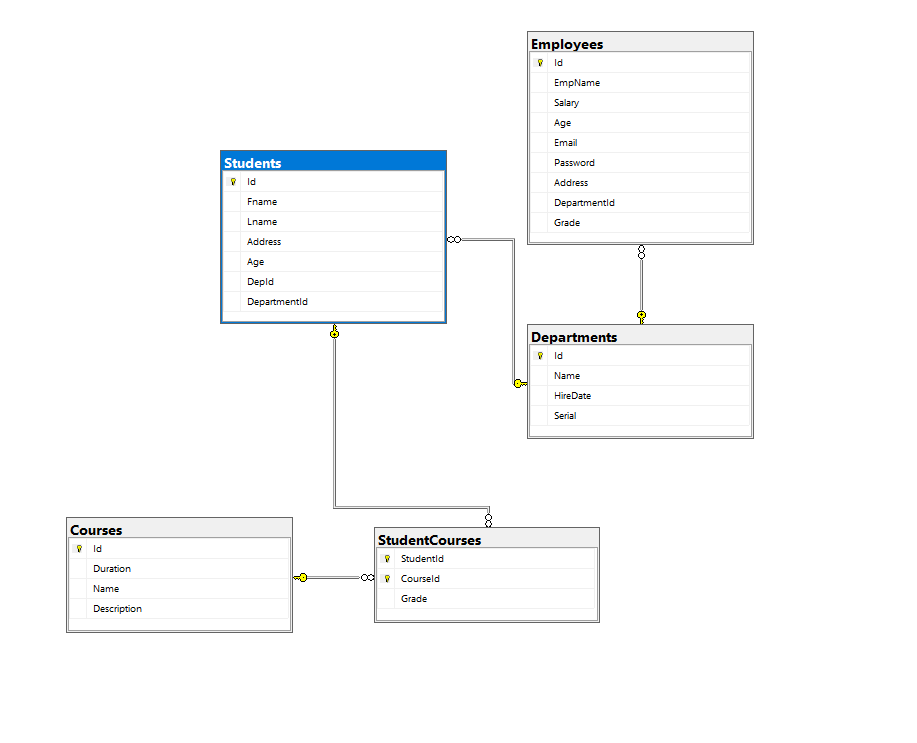 Employees
Id
EmpName
Salary
Age
Email
Password
Address
DepartmentId
Grade
Students
Id
Fname
Lname
Address
Age
DepId
DepartmentId
Departments
Id
Name
HireDate
Serial
Courses
Id
Duration
Name
Description
StudentCourses
StudentId
CourseId
Grade